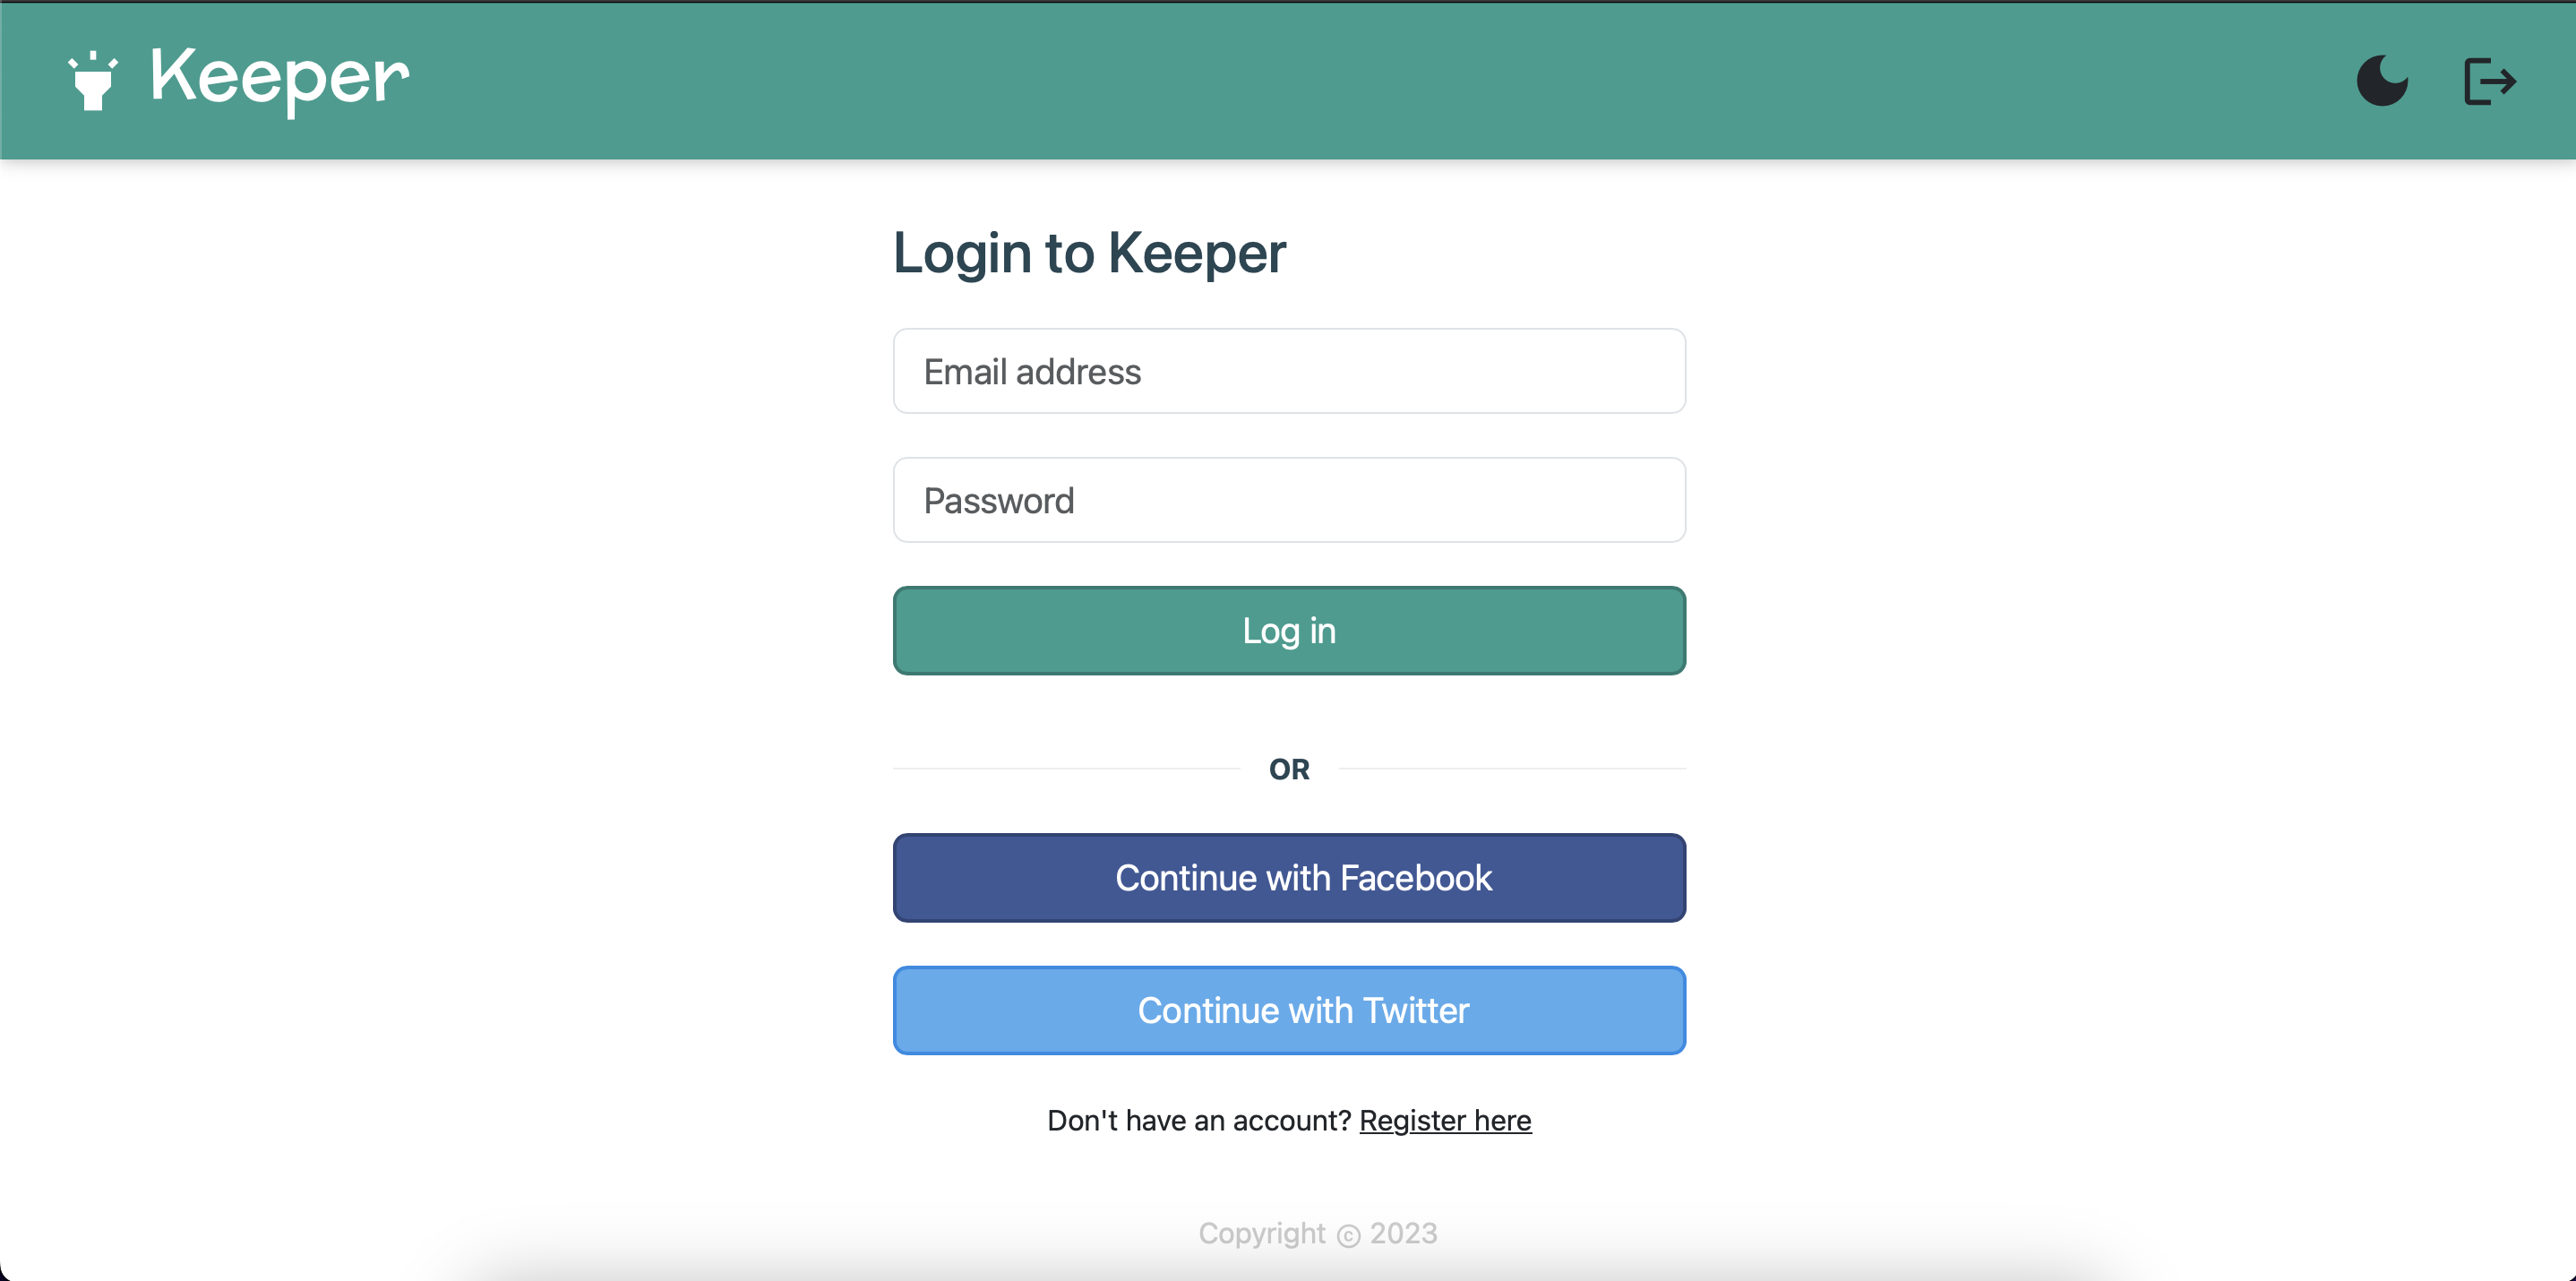 Keeper
Login to Keeper
Email address
Password
Log in
OR
Continue with Facebook
Continue with Twitter
Don't have an account? Register here
Copyright © 2023